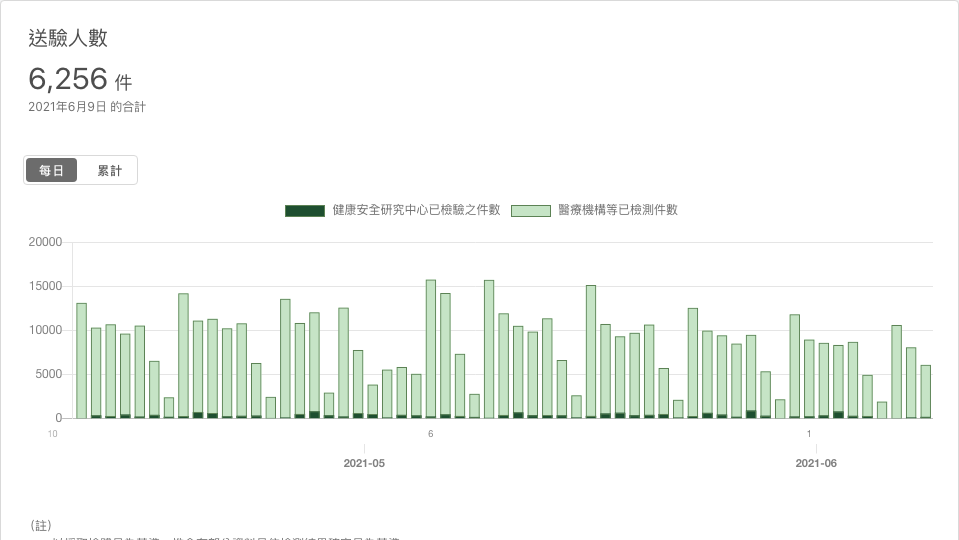 送驗人數
6,256 件
2021年6月9日 的合計
每日 累計
健康安全研究中心已檢驗之件數 醫療機構等已檢測件數
20000
15000
10000
5000
0
10 6 1
2021-05 2021-06
(註)